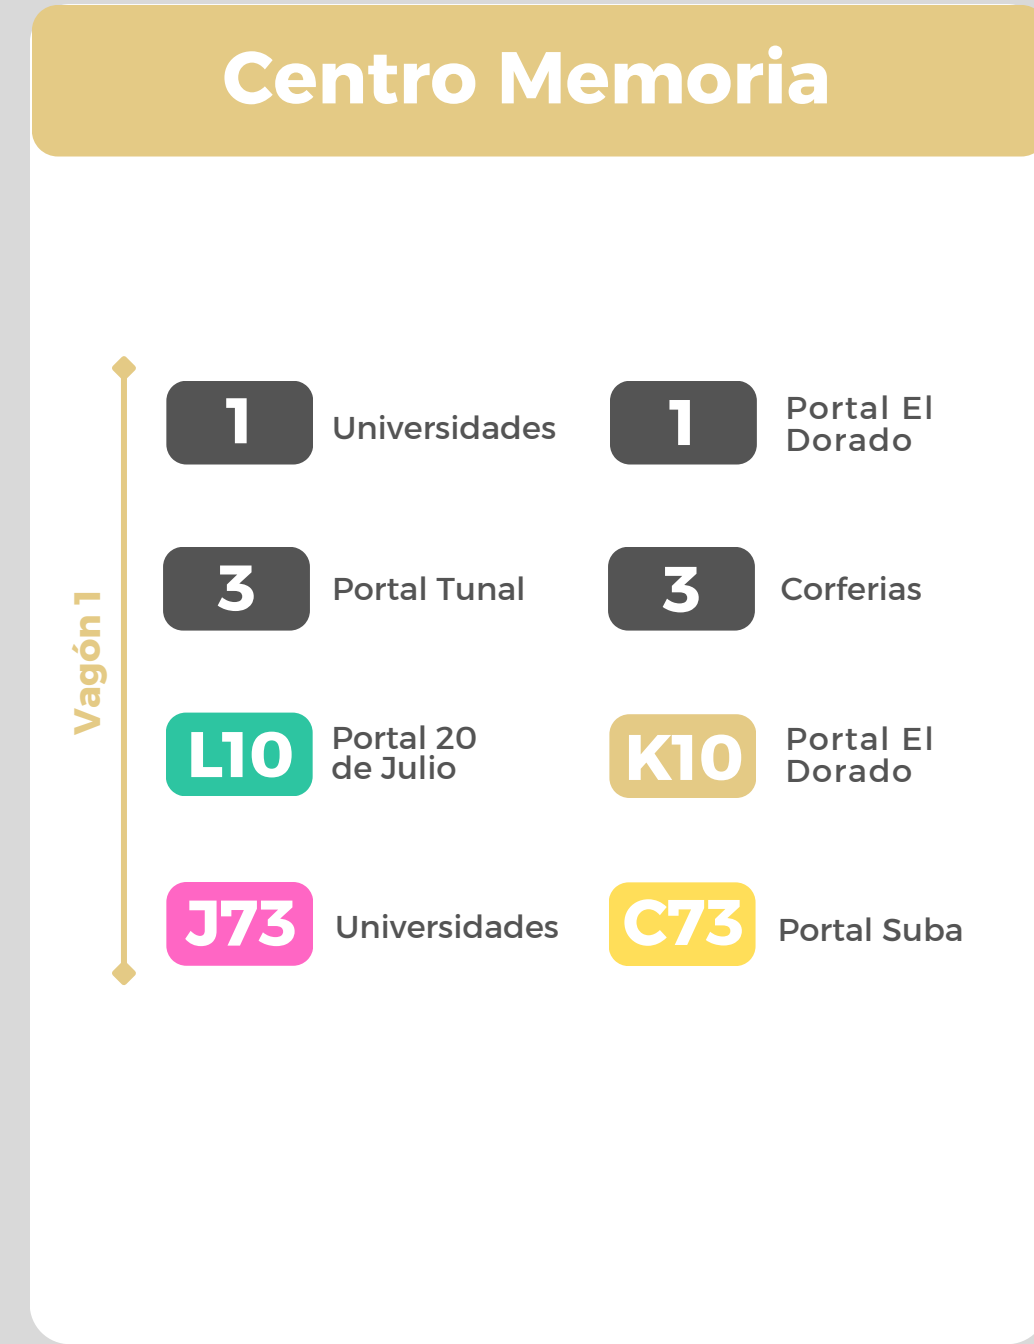 Centro Memoria
Vagón 1
1 Universidades
1 Portal El
Dorado
3 Portal Tunal
3 Corferias
L10 Portal 20
de Julio
K10 Portal El
Dorado
J73 Universidades
C73 Portal Suba